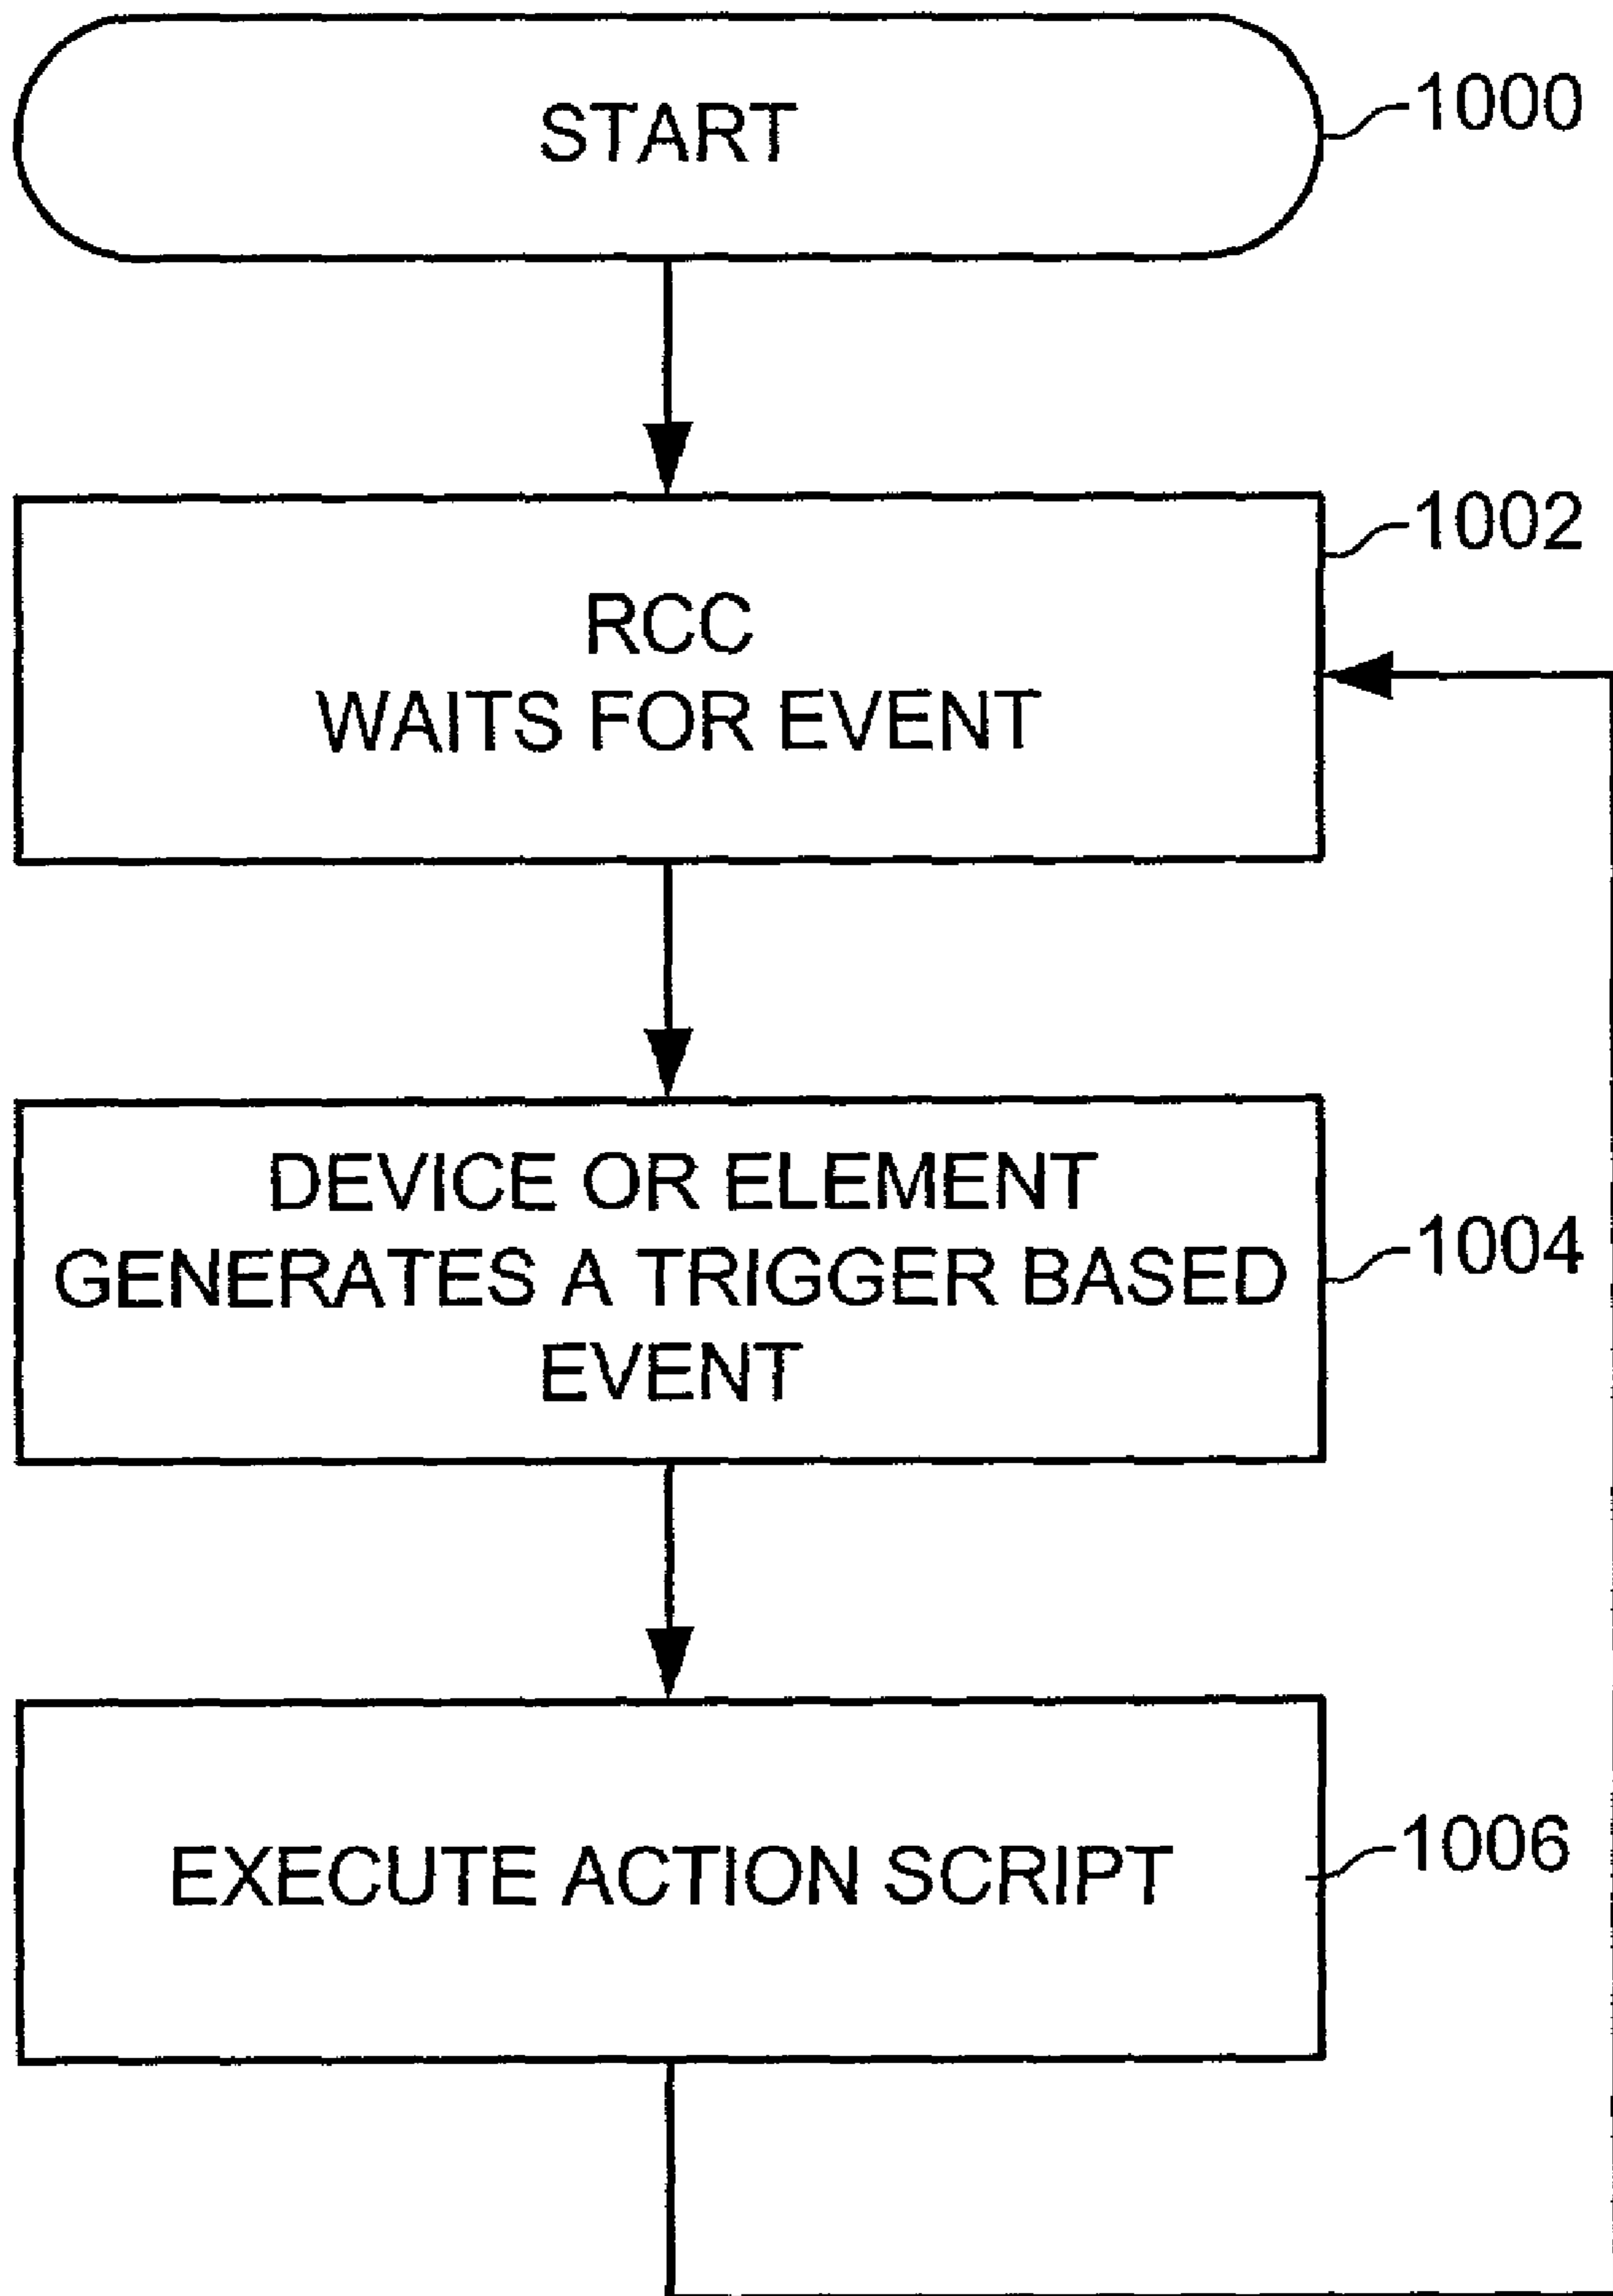 START
1000
1002
RCC
WAITS FOR EVENT
DEVICE OR ELEMENT
GENERATES A TRIGGER BASED
EVENT
1004
EXECUTE ACTION SCRIPT
1006